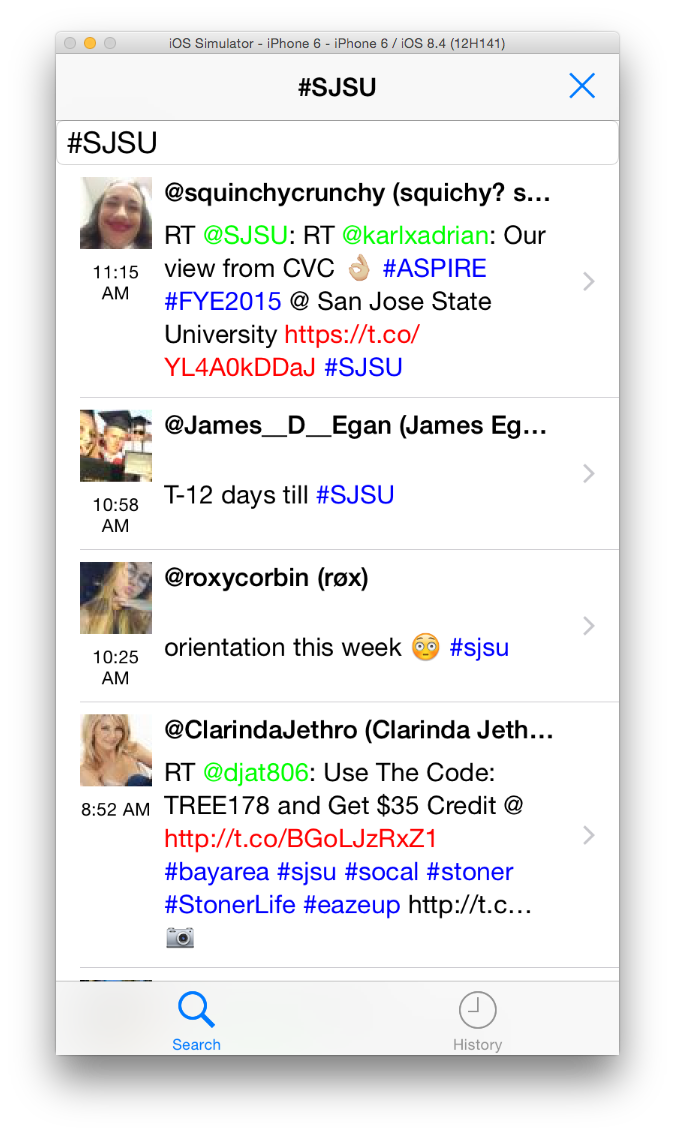 iOS Simulator - iPhone 6 - iPhone 6 / iOS 8.4 (12H141)
#SJSU
#SJSU
@squinchycrunchy (squichy? s...
RT @SJSU: RT @karlxadrian: Our
view from CVC 👌🏼 #ASPIRE
#FYE2015 @ San Jose State
University https://t.co/
YL4A0kDDaJ #SJSU
11:15
AM
@James__D__Egan (James Eg...
T-12 days till #SJSU
10:58
AM
@roxycorbin (røx)
orientation this week 😳 #sjsu
10:25
AM
@ClarindaJethro (Clarinda Jeth...
RT @djat806: Use The Code:
TREE178 and Get $35 Credit @
http://t.co/BGoLJzRxZ1
#bayarea #sjsu #socal #stoner
#StonerLife #eazeup http://t.c...
📷
8:52 AM
Search
History